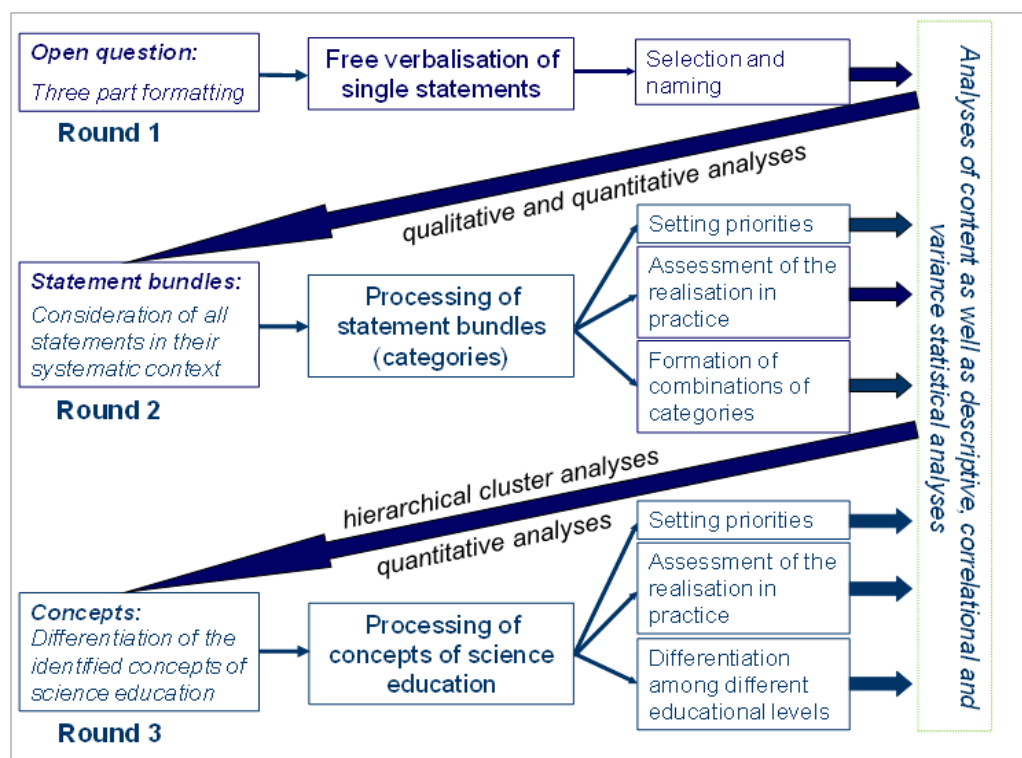 Open question:
Three part formatting
Round 1
Free verbalisation of
single statements
Selection and
naming
qualitative and quantitative analyses
Statement bundles:
Consideration of all
statements in their
systematic context
Round 2
Processing of
statement bundles
(categories)
Setting priorities
Assessment of the
realisation in
practice
Formation of
combinations of
categories
hierarchical cluster analyses
quantitative analyses
Concepts:
Differentiation of the
identified concepts of
science education
Round 3
Processing of
concepts of science
education
Setting priorities
Assessment of the
realisation in
practice
Differentiation
among different
educational levels
Analyses of content as well as descriptive, correlational and
variance statistical analyses